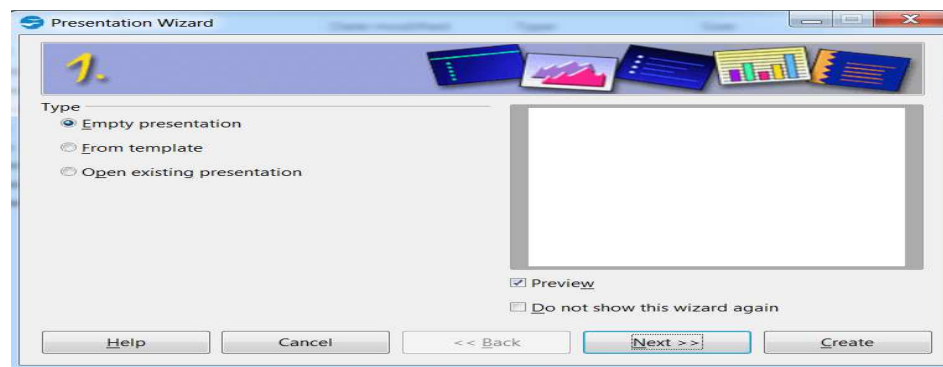 Presentation Wizard
1.
Type
Empty presentation
From template
Open existing presentation
Preview
Do not show this wizard again
Help Cancel << Back Next >> Create